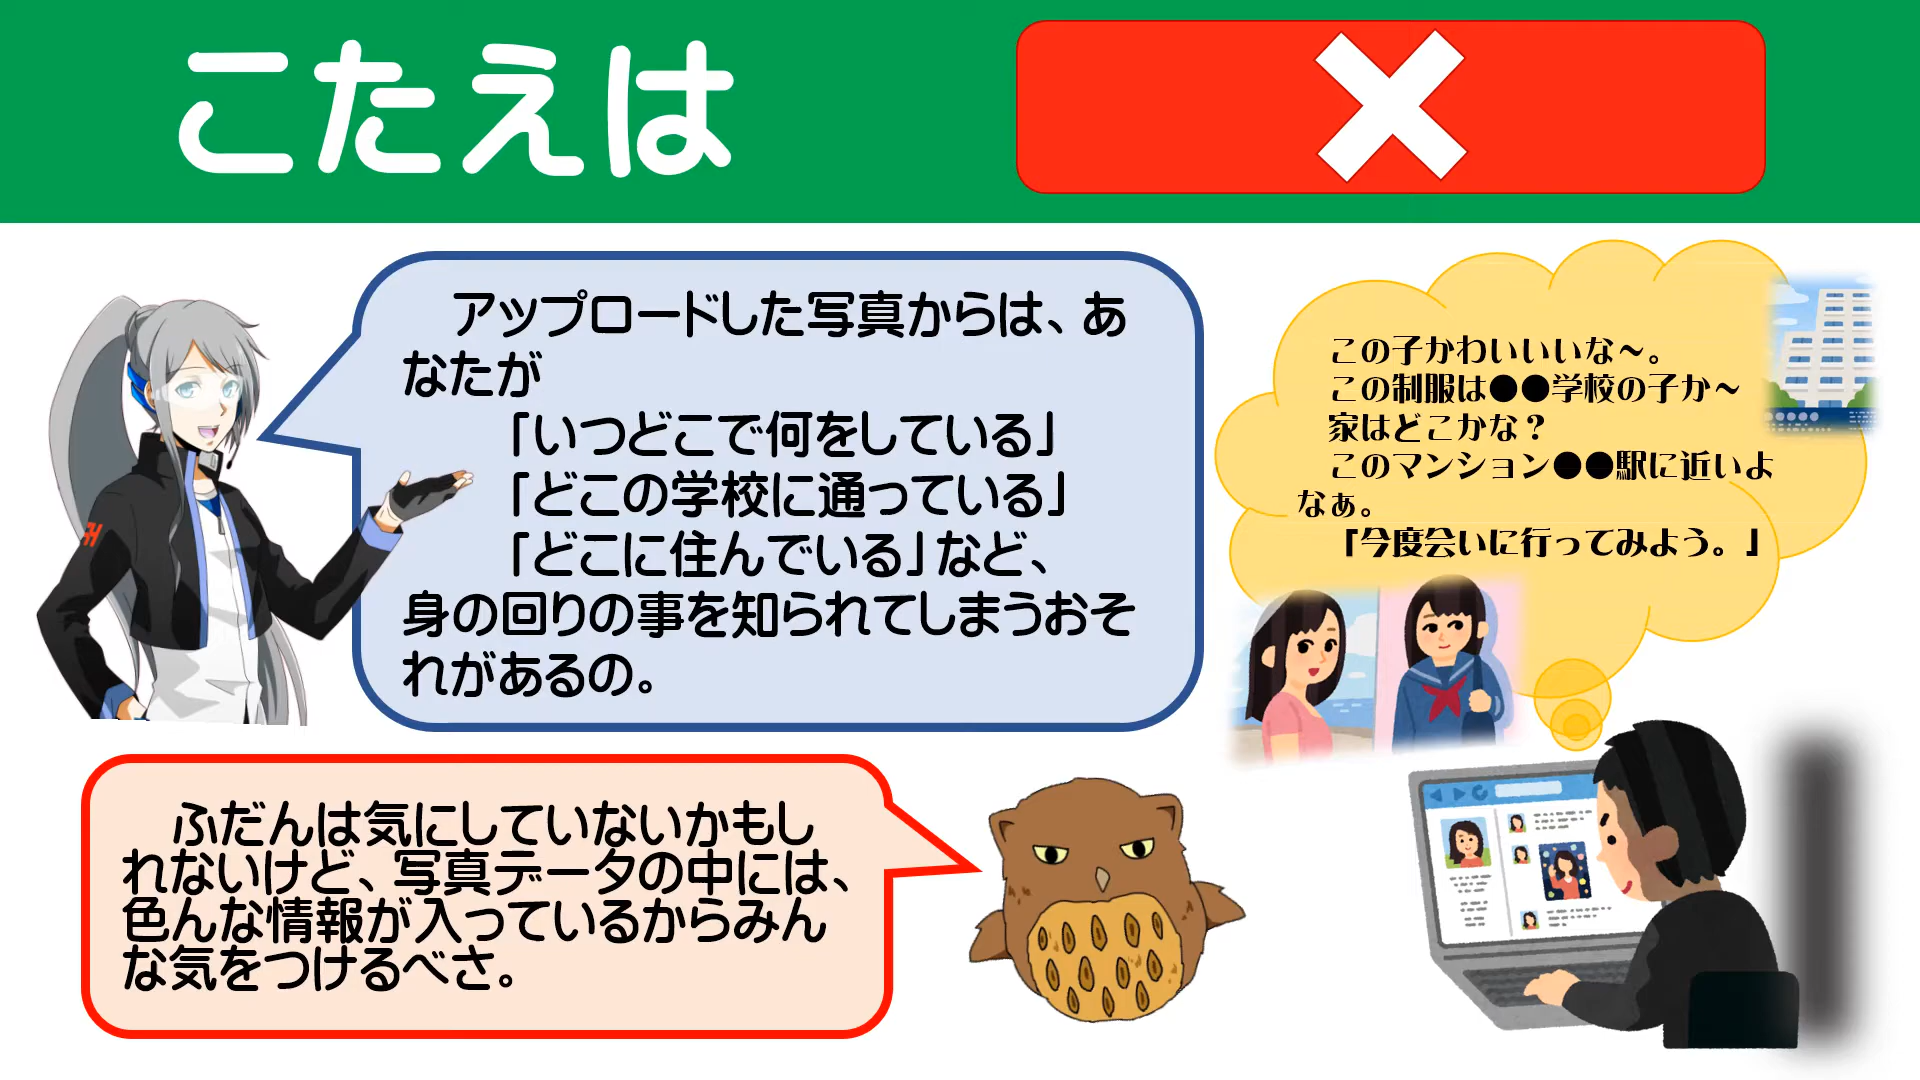 こたえは
アップロードした写真からは、あ
なたが
「いつどこで何をしている」
「どこの学校に通っている」
「どこに住んでいる」など、
身の回りの事を知られてしまうおそ
れがあるの。
この子かわいいいな～。
この制服は●●学校の子か～
家はどこかな？
このマンション●●駅に近いよ
なぁ。
「今度会いに行ってみよう。」
ふだんは気にしていないかもし
れないけど、写真データの中には、
色んな情報が入っているからみん
な気をつけるべさ。